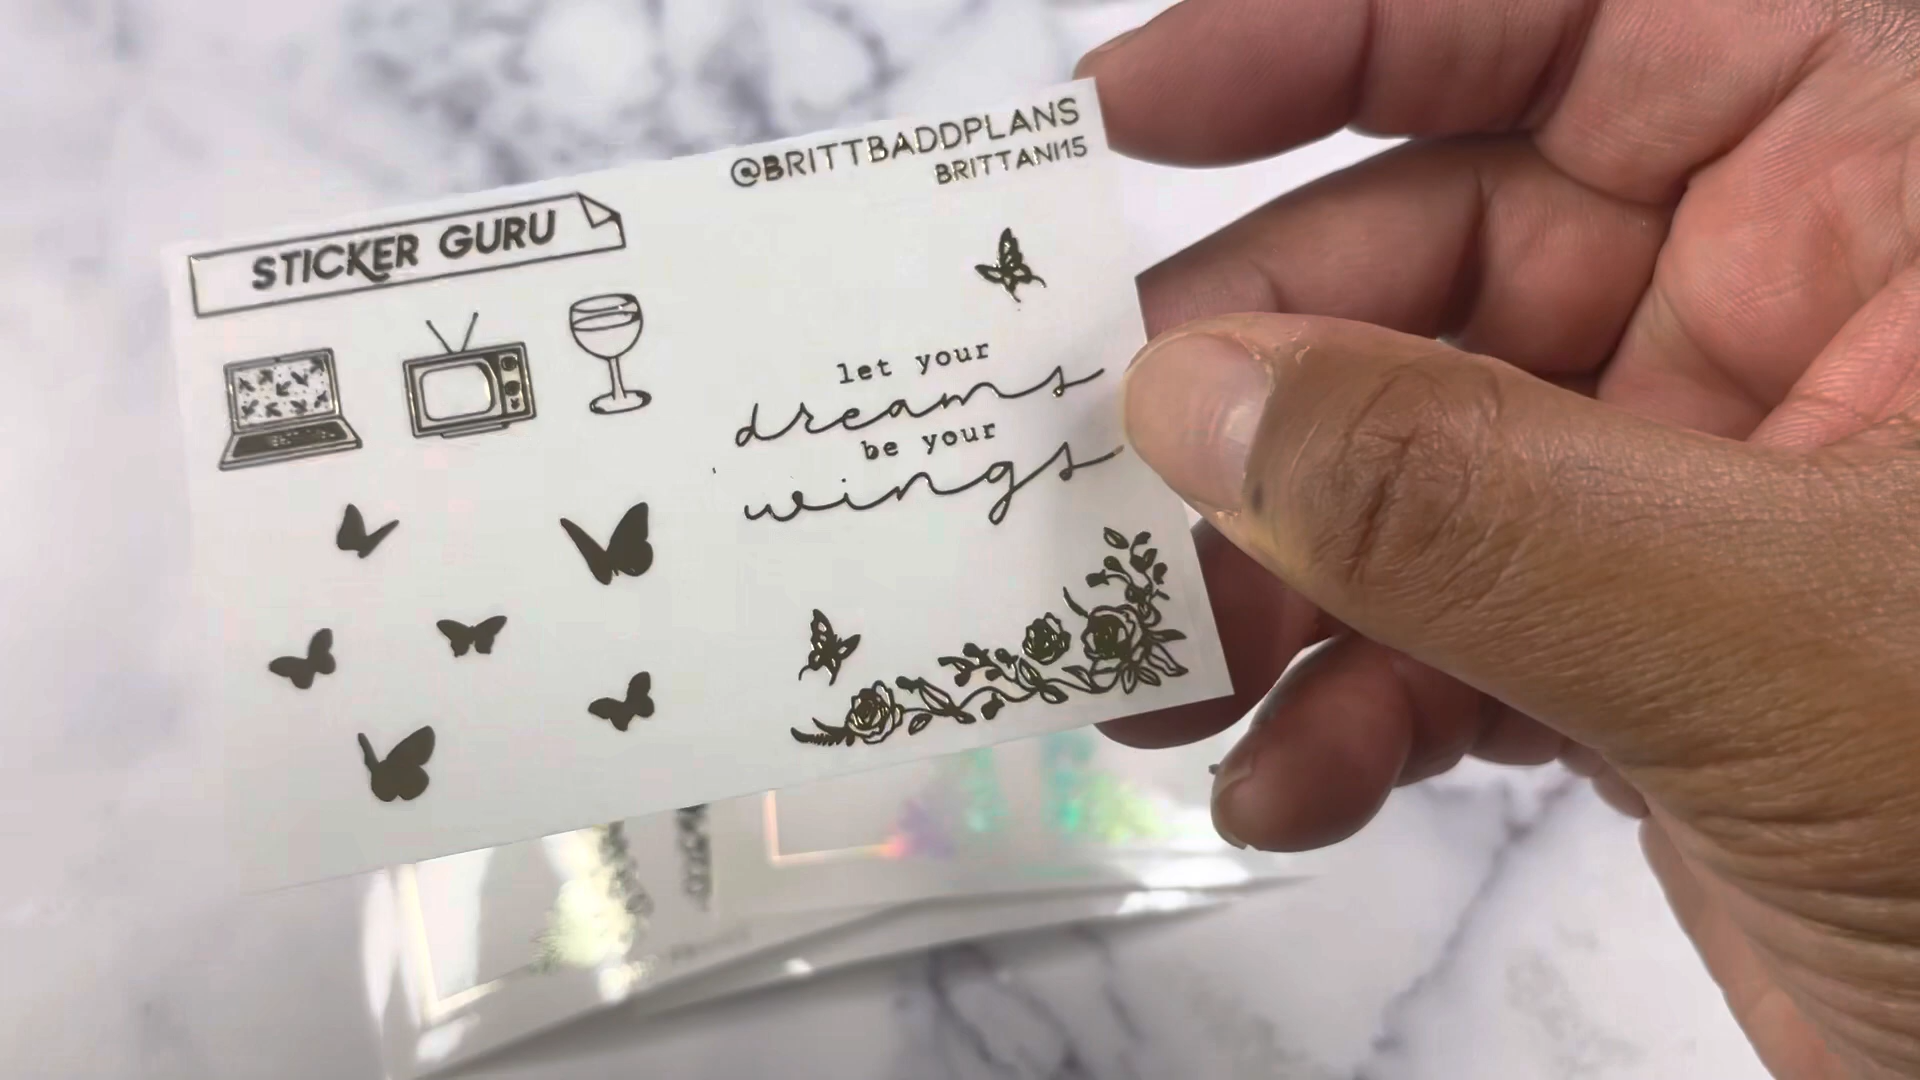 @BRITTBADDPLANS
BRITTANI15
STICKER GURU
let your
dreams
be your
wings